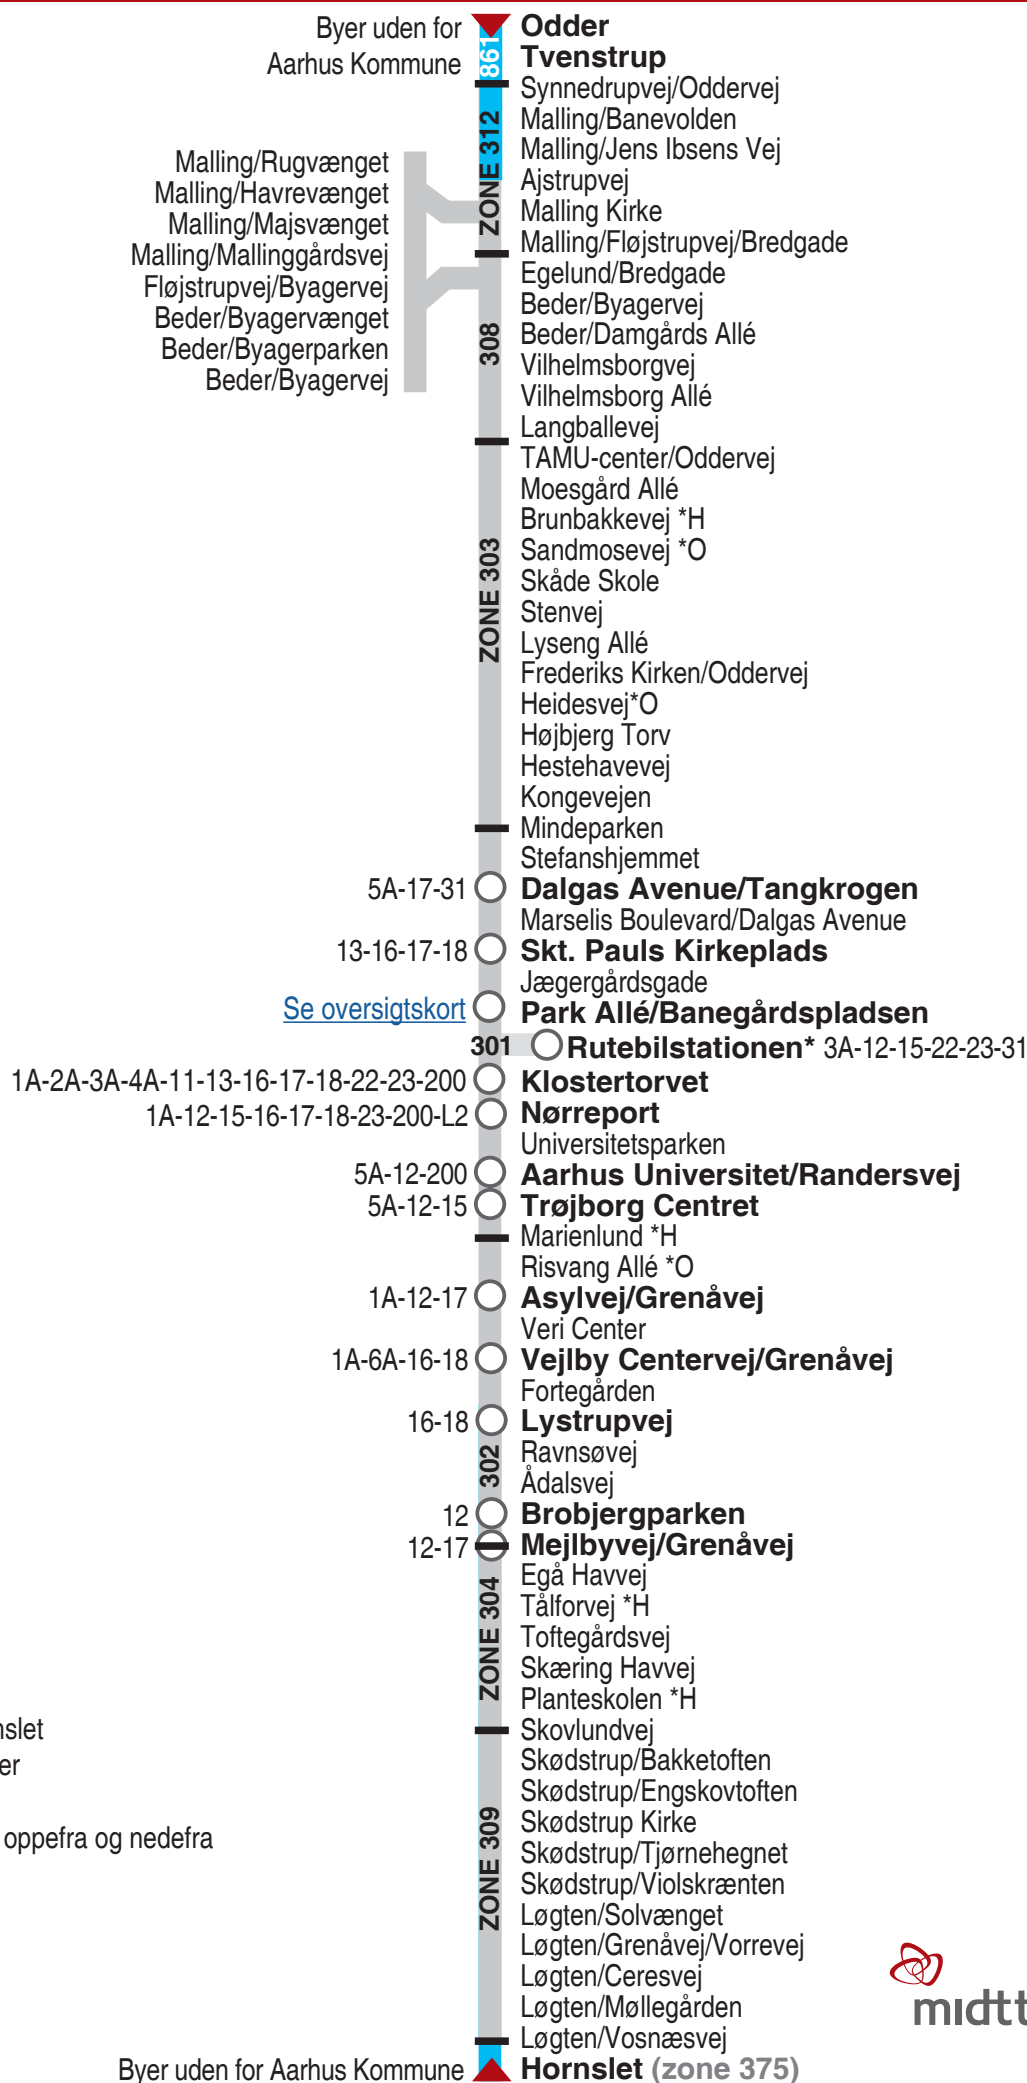 Byer uden for
Aarhus Kommune
861
Odder
Tvenstrup
Synnedrupvej/Oddervej
Malling/Banevolden
Malling/Jens Ibsens Vej
Ajstrupvej
Malling Kirke
Malling/Fløjstrupvej/Bredgade
ZONE 312
Malling/Rugvænget
Malling/Havrevænget
Malling/Majsvænget
Malling/Mallinggårdsvej
Fløjstrupvej/Byagervej
Beder/Byagervænget
Beder/Byagerparken
Beder/Byagervej
308
Egelund/Bredgade
Beder/Byagervej
Beder/Damgårds Allé
Vilhelmsborgvej
Vilhelmsborg Allé
Langballevej
ZONE 303
TAMU-center/Oddervej
Moesgård Allé
Brunbakkevej *H
Sandmosevej *O
Skåde Skole
Stenvej
Lyseng Allé
Frederiks Kirken/Oddervej
Heidesvej*O
Højbjerg Torv
Hestehavevej
Kongevejen
Mindeparken
Stefanshjemmet
5A-17-31 Dalgas Avenue/Tangkrogen
Marselis Boulevard/Dalgas Avenue
13-16-17-18 Skt. Pauls Kirkeplads
Jægergårdsgade
Se oversigtskort Park Allé/Banegårdspladsen
301 Rutebilstationen* 3A-12-15-22-23-31
1A-2A-3A-4A-11-13-16-17-18-22-23-200 Klostertorvet
1A-12-15-16-17-18-23-200-L2 Nørreport
Universitetsparken
5A-12-200 Aarhus Universitet/Randersvej
5A-12-15 Trøjborg Centret
Marienlund *H
Risvang Allé *O
1A-12-17 Asylvej/Grenåvej
Veri Center
1A-6A-16-18 Vejlby Centervej/Grenåvej
Fortegården
16-18 Lystrupvej
302
Ravnsøvej
Ådalsvej
12 Brobjergparken
12-17 Mejlbyvej/Grenåvej
ZONE 304
Egå Havvej
Tålforvej *H
Toftegårdsvej
Skæring Havvej
Planteskolen *H
Skovlundvej
nslet
er
oppefra og nedefra
ZONE 309
Skødstrup/Bakketoften
Skødstrup/Engskovtoften
Skødstrup Kirke
Skødstrup/Tjørnehegnet
Skødstrup/Violskrænten
Løgten/Solvænget
Løgten/Grenåvej/Vorrevej
Løgten/Ceresvej
Løgten/Møllegården
Løgten/Vosnæsvej
midtt
Byer uden for Aarhus Kommune Hornslet (zone 375)